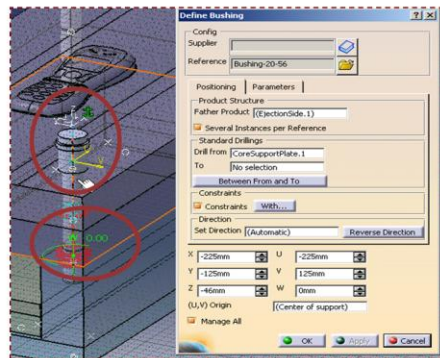 Define Bushing
Config
Supplier
Reference Bushing-20-56
Positioning Parameters
Product Structure
Father Product (EjectionSide.1)
Several Instances per Reference
Standard Drillings
Drill from CoreSupportPlate.1
To No selection
Between From and To
Constraints
Constraints With...
Direction
Set Direction (Automatic) Reverse Direction
X -225mm U -225mm
Y -125mm V 125mm
Z -46mm W 0mm
(U,V) Origin (Center of support)
Manage All
OK Apply Cancel
0.00